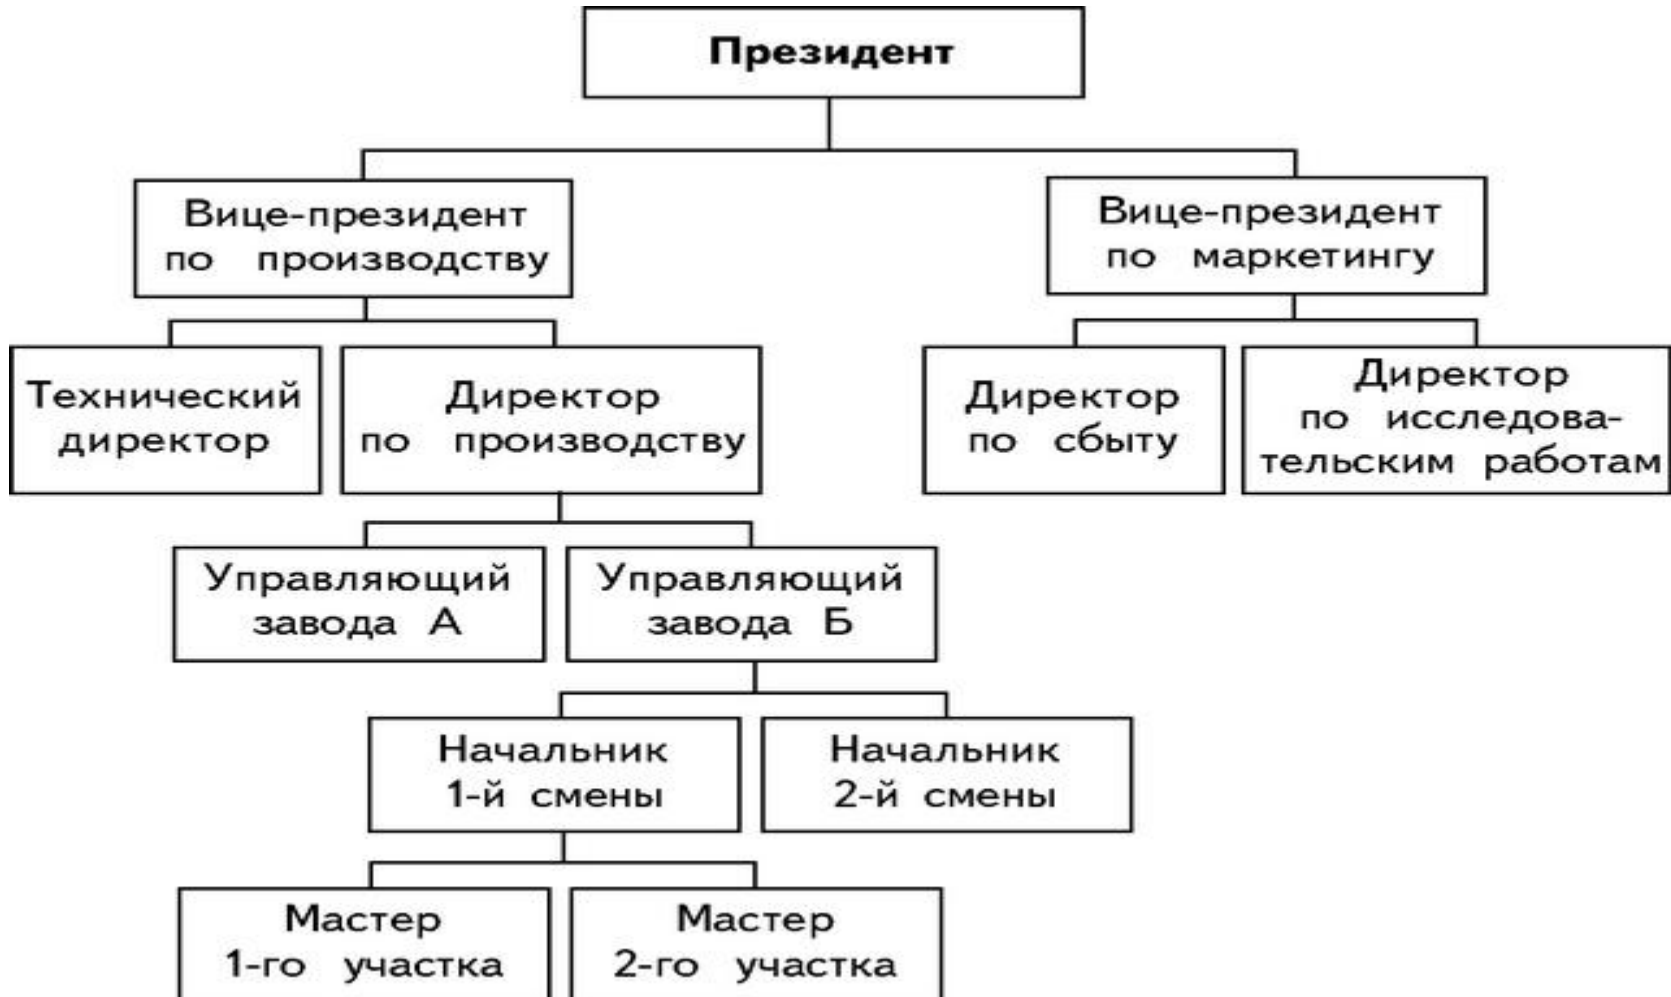 Президент
Вице-президент
по производству
Вице-президент
по маркетингу
Технический
директор
Директор
по производству
Директор
по сбыту
Директор
по исследова-
тельским работам
Управляющий
завода А
Управляющий
завода Б
Начальник
1-й смены
Начальник
2-й смены
Мастер
1-го участка
Мастер
2-го участка